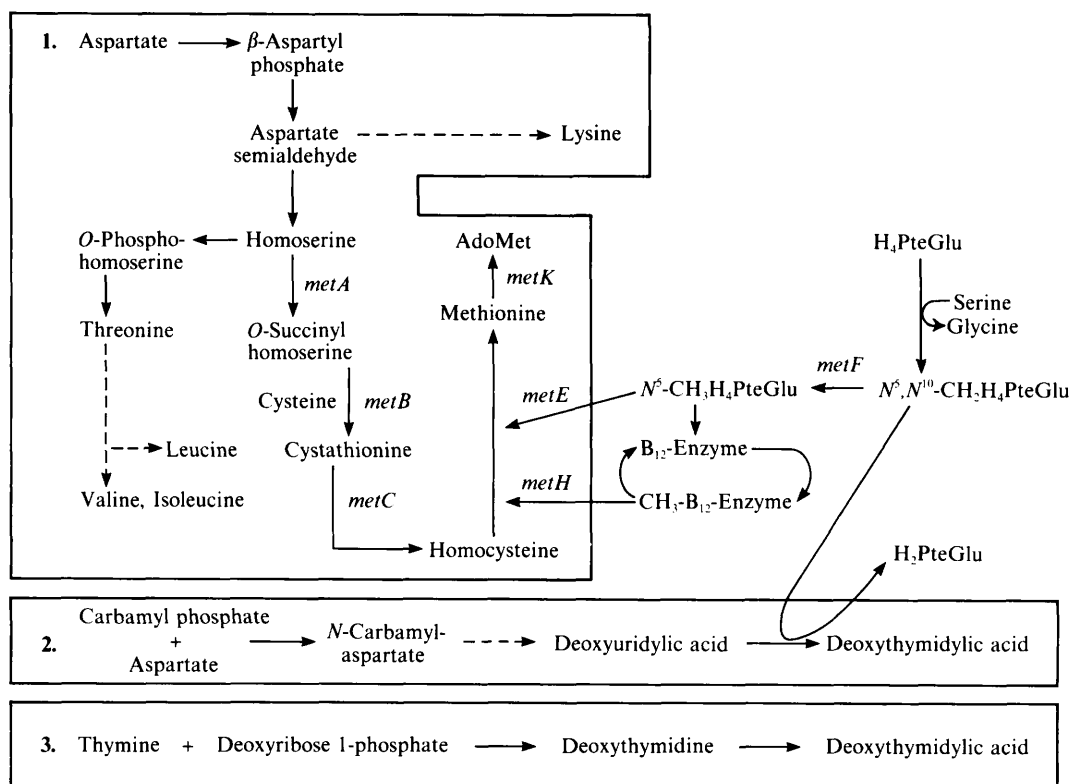 1. Aspartate
β-Aspartyl
phosphate
Aspartate
semialdehyde
Lysine
O-Phospho-
homoserine
Homoserine
AdoMet
H₄PteGlu
metA
metK
Methionine
Serine
Glycine
Threonine
O-Succinyl
homoserine
metF
Cysteine
metB
metE
N⁵-CH₃H₄PteGlu
N⁵,N¹⁰-CH₂H₄PteGlu
Leucine
Cystathionine
B₁₂-Enzyme
Valine, Isoleucine
metC
metH
CH₃-B₁₂-Enzyme
Homocysteine
H₂PteGlu
2. Carbamyl phosphate
+
Aspartate
N-Carbamyl-
aspartate
Deoxyuridylic acid
Deoxythymidylic acid
3. Thymine + Deoxyribose 1-phosphate
Deoxythymidine
Deoxythymidylic acid